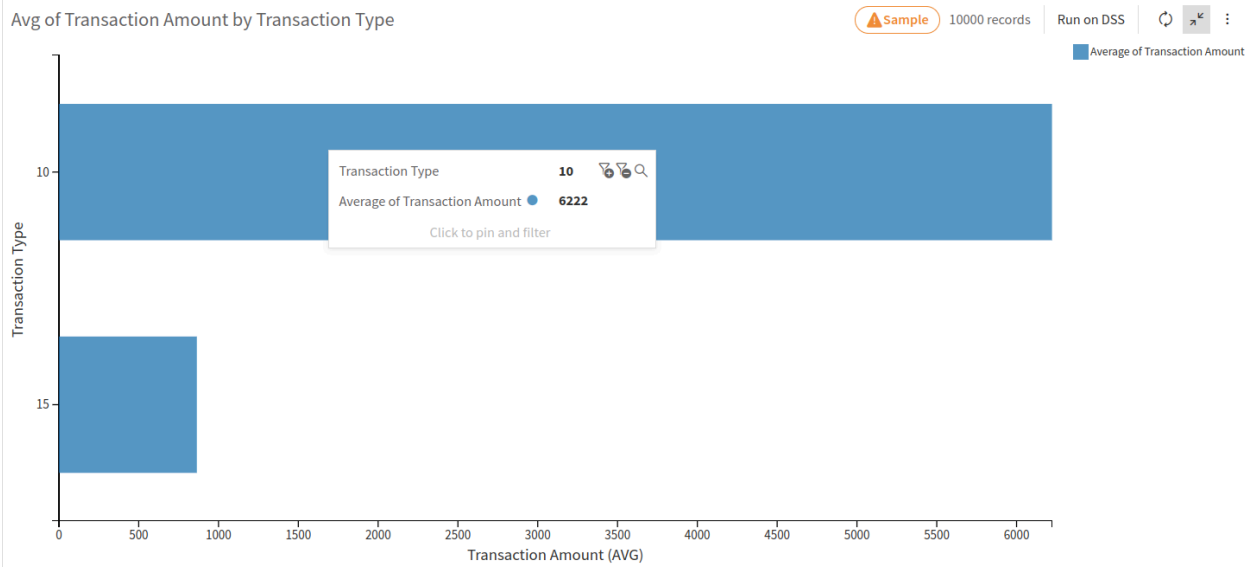 Avg of Transaction Amount by Transaction Type
Sample
10000 records
Run on DSS
Average of Transaction Amount
Transaction Type
10
15
Transaction Type 10
Average of Transaction Amount 6222
Click to pin and filter
0 500 1000 1500 2000 2500 3000 3500 4000 4500 5000 5500 6000
Transaction Amount (AVG)